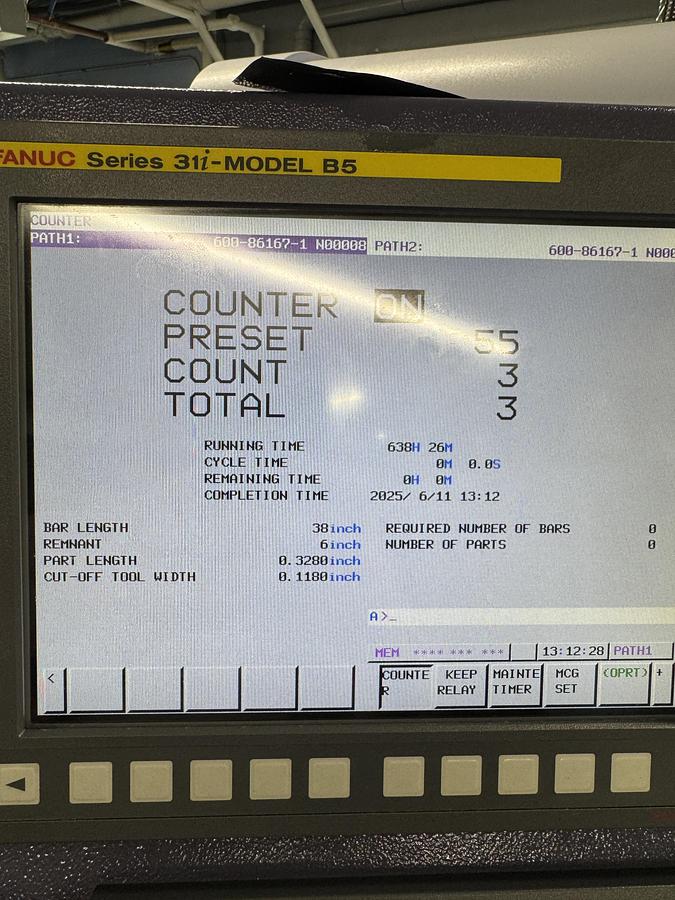 FANUC Series 31i-MODEL B5
COUNTER
PATH1: 600-86167-1 N00008 PATH2: 600-86167-1 N000
COUNTER ON
PRESET 55
COUNT 3
TOTAL 3
RUNNING TIME 638H 26M
CYCLE TIME 0M 0.0S
REMAINING TIME 0H 0M
COMPLETION TIME 2025/ 6/11 13:12
BAR LENGTH 38inch REQUIRED NUMBER OF BARS 0
REMNANT 6inch NUMBER OF PARTS 0
PART LENGTH 0.3280inch
CUT-OFF TOOL WIDTH 0.1180inch
A>_
MEM **** *** *** 13:12:28 PATH1
< COUNTE KEEP MAINTE MCG (OPRT) +
R RELAY TIMER SET